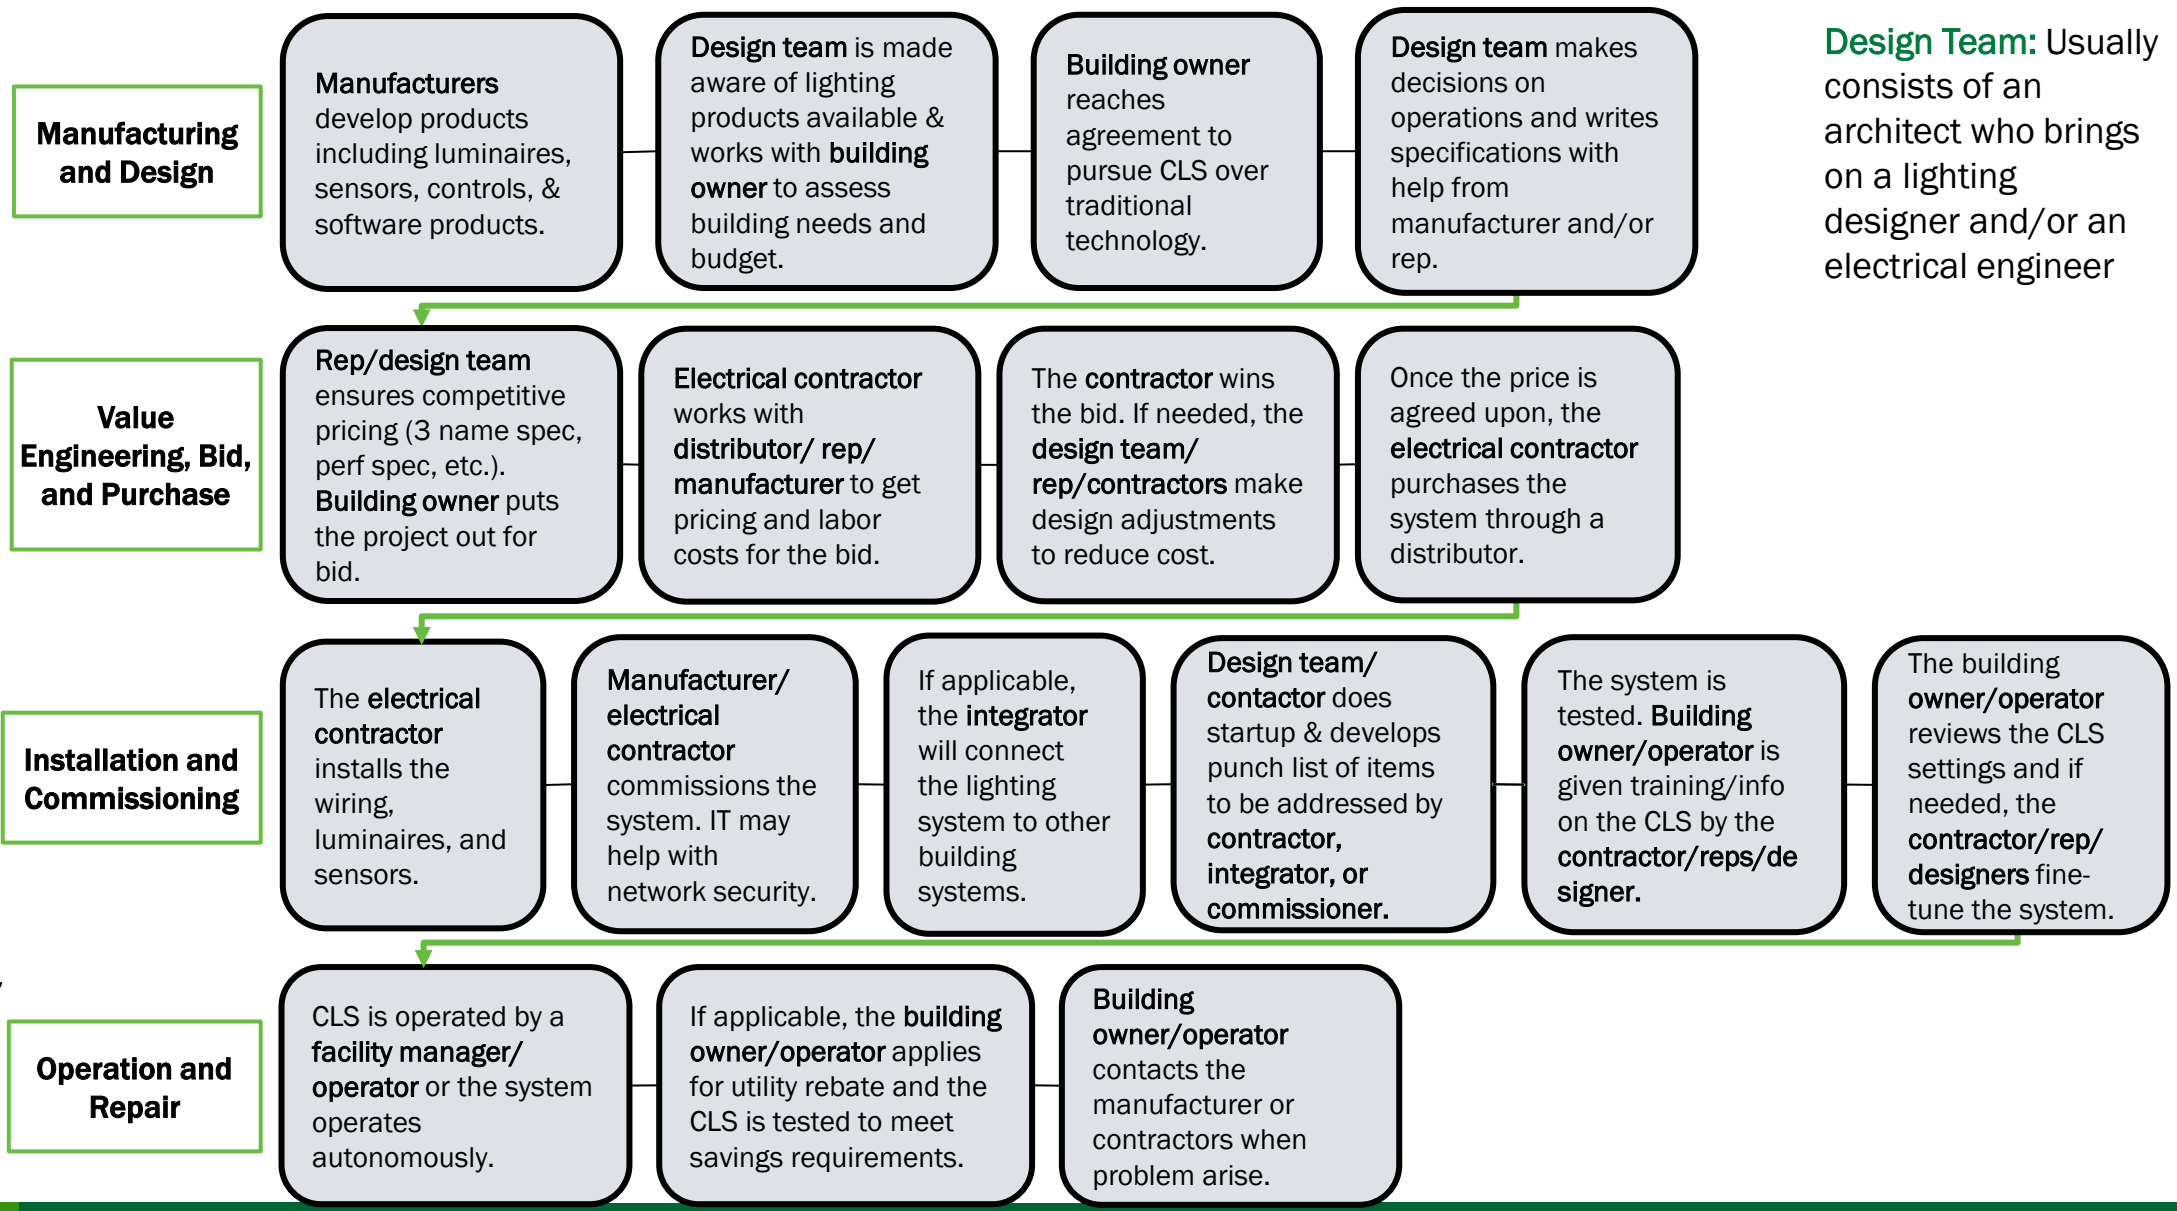 Manufacturing
and Design
Manufacturers
develop products
including luminaires,
sensors, controls, &
software products.
Design team is made
aware of lighting
products available &
works with building
owner to assess
building needs and
budget.
Building owner
reaches
agreement to
pursue CLS over
traditional
technology.
Design team makes
decisions on
operations and writes
specifications with
help from
manufacturer and/or
rep.
Design Team: Usually
consists of an
architect who brings
on a lighting
designer and/or an
electrical engineer
Value
Engineering, Bid,
and Purchase
Rep/design team
ensures competitive
pricing (3 name spec,
perf spec, etc.).
Building owner puts
the project out for
bid.
Electrical contractor
works with
distributor/ rep/
manufacturer to get
pricing and labor
costs for the bid.
The contractor wins
the bid. If needed, the
design team/
rep/contractors make
design adjustments
to reduce cost.
Once the price is
agreed upon, the
electrical contractor
purchases the
system through a
distributor.
Installation and
Commissioning
The electrical
contractor
installs the
wiring,
luminaires, and
sensors.
Manufacturer/
electrical
contractor
commissions the
system. IT may
help with
network security.
If applicable,
the integrator
will connect
the lighting
system to other
building
systems.
Design team/
contactor does
startup & develops
punch list of items
to be addressed by
contractor,
integrator, or
commissioner.
The system is
tested. Building
owner/operator is
given training/info
on the CLS by the
contractor/reps/de
signer.
The building
owner/operator
reviews the CLS
settings and if
needed, the
contractor/rep/
designers fine-
tune the system.
Operation and
Repair
CLS is operated by a
facility manager/
operator or the system
operates
autonomously.
If applicable, the building
owner/operator applies
for utility rebate and the
CLS is tested to meet
savings requirements.
Building
owner/operator
contacts the
manufacturer or
contractors when
problem arise.